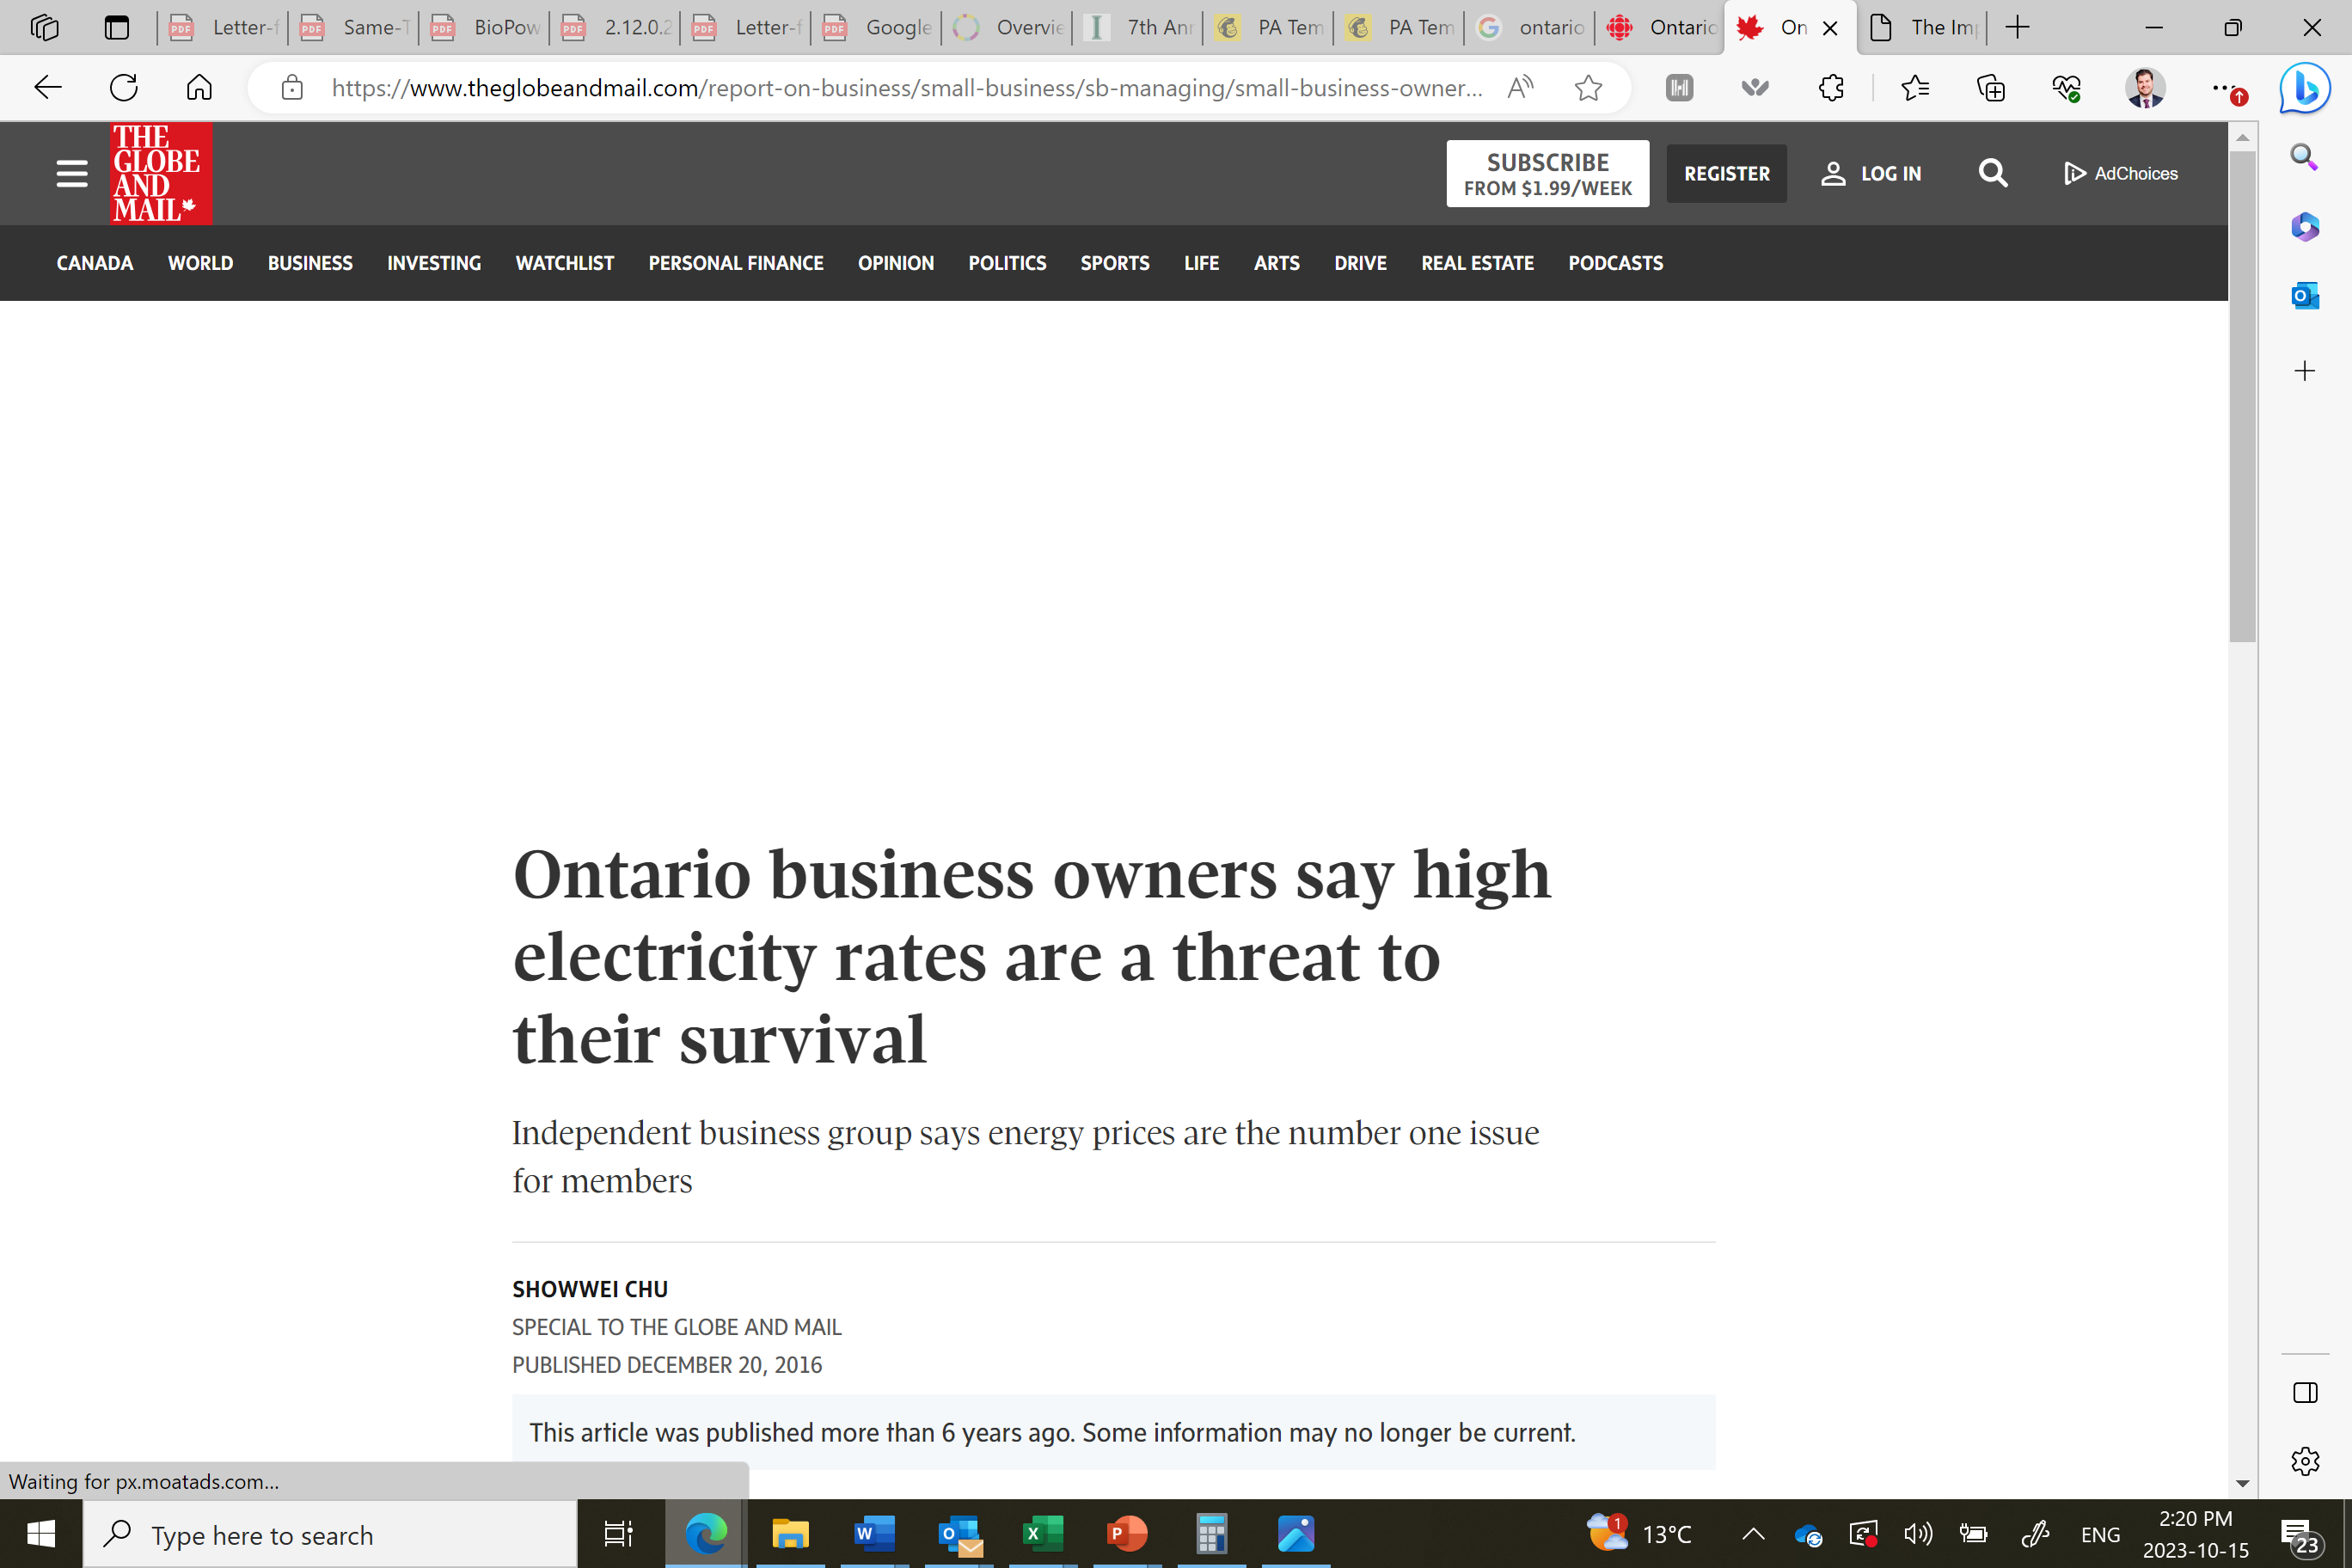 Letter-f
Same-T
BioPow
2.12.0.2
Letter-f
Google
Overvie
7th Ann
PA Tem
PA Tem
ontario
Ontario
On
The Imp
https://www.theglobeandmail.com/report-on-business/small-business/sb-managing/small-business-owner...
THE
GLOBE
AND
MAIL
SUBSCRIBE
FROM $1.99/WEEK
REGISTER
LOG IN
AdChoices
CANADA WORLD BUSINESS INVESTING WATCHLIST PERSONAL FINANCE OPINION POLITICS SPORTS LIFE ARTS DRIVE REAL ESTATE PODCASTS
Ontario business owners say high
electricity rates are a threat to
their survival
Independent business group says energy prices are the number one issue
for members
SHOWWEI CHU
SPECIAL TO THE GLOBE AND MAIL
PUBLISHED DECEMBER 20, 2016
This article was published more than 6 years ago. Some information may no longer be current.
Waiting for px.moatads.com...
Type here to search
1
13°C
ENG
2:20 PM
2023-10-15
23